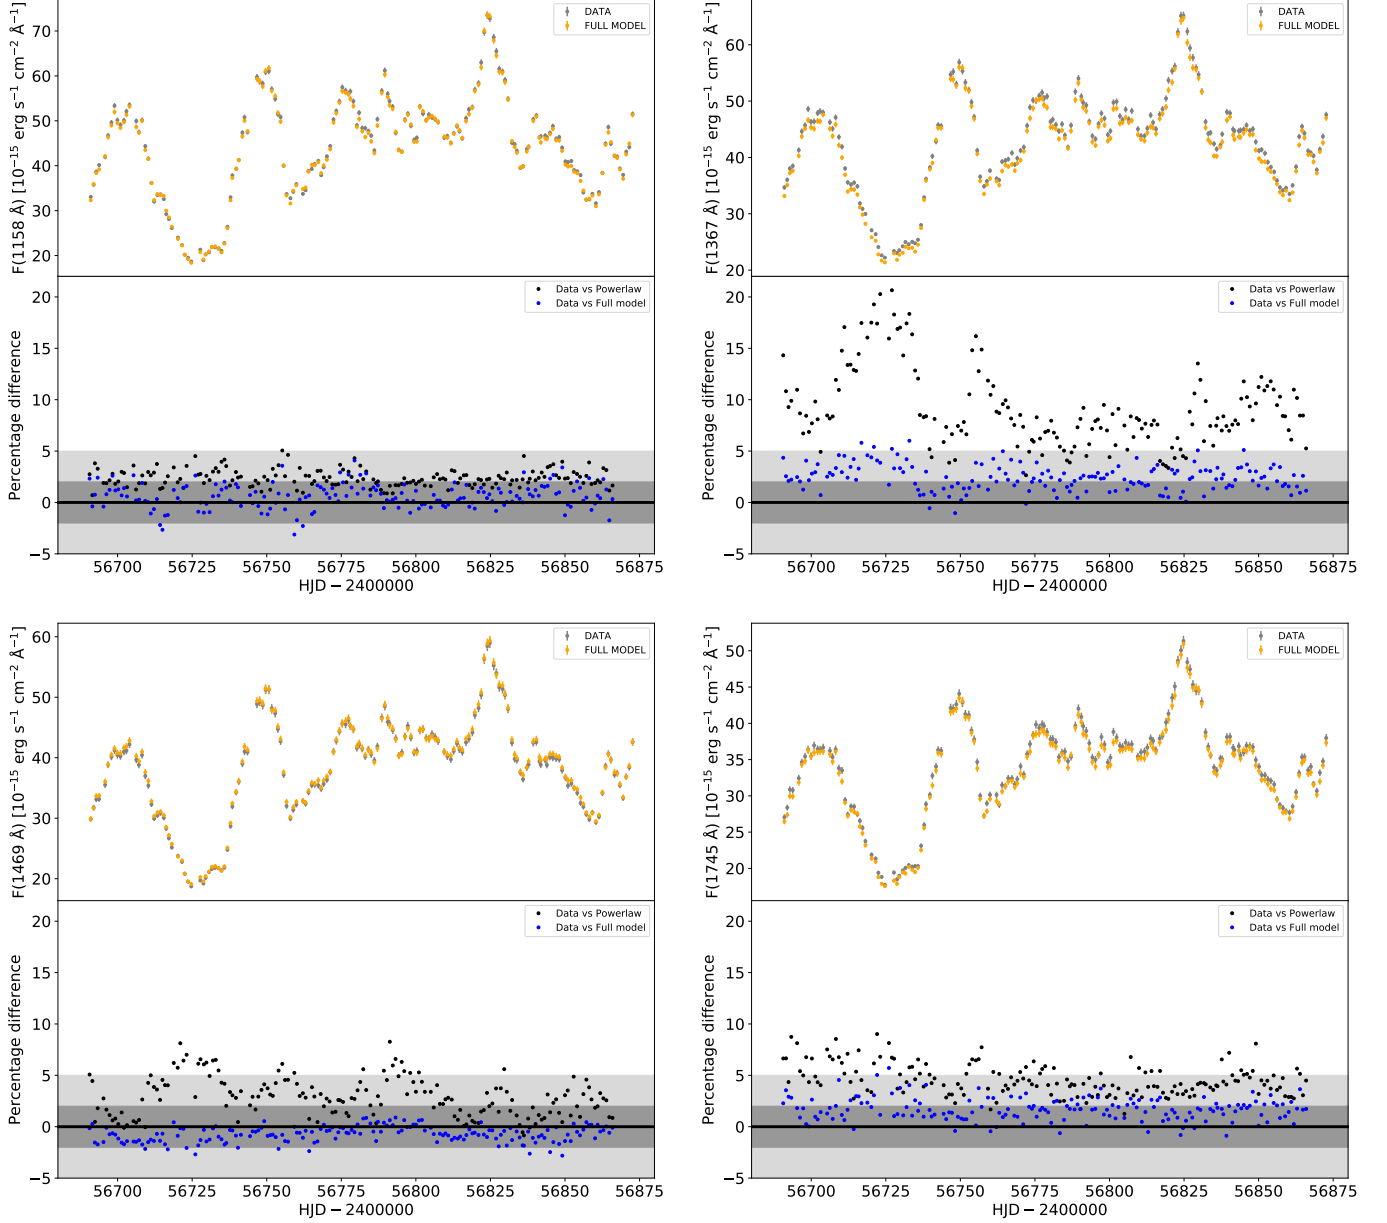 F(1158 Å) [10⁻¹⁵ erg s⁻¹ cm⁻² Å⁻¹]
70
60
50
40
30
20
DATA
FULL MODEL
Percentage difference
20
15
10
5
0
−5
Data vs Powerlaw
Data vs Full model
56700 56725 56750 56775 56800 56825 56850 56875
HJD − 2400000
F(1367 Å) [10⁻¹⁵ erg s⁻¹ cm⁻² Å⁻¹]
60
50
40
30
20
DATA
FULL MODEL
Percentage difference
20
15
10
5
0
−5
Data vs Powerlaw
Data vs Full model
56700 56725 56750 56775 56800 56825 56850 56875
HJD − 2400000
F(1469 Å) [10⁻¹⁵ erg s⁻¹ cm⁻² Å⁻¹]
60
50
40
30
20
DATA
FULL MODEL
Percentage difference
20
15
10
5
0
−5
Data vs Powerlaw
Data vs Full model
56700 56725 56750 56775 56800 56825 56850 56875
HJD − 2400000
F(1745 Å) [10⁻¹⁵ erg s⁻¹ cm⁻² Å⁻¹]
50
45
40
35
30
25
20
DATA
FULL MODEL
Percentage difference
20
15
10
5
0
−5
Data vs Powerlaw
Data vs Full model
56700 56725 56750 56775 56800 56825 56850 56875
HJD − 2400000